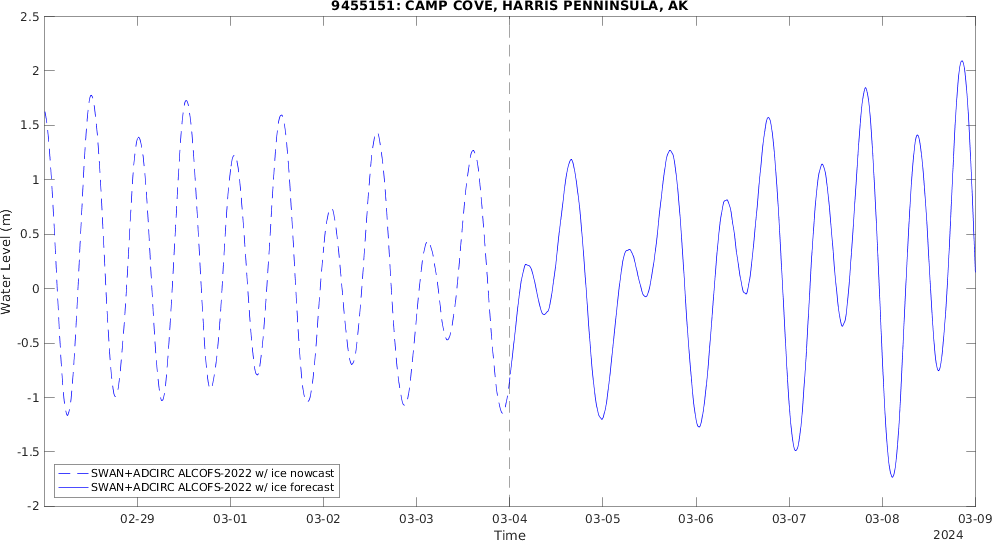 9455151: CAMP COVE, HARRIS PENNINSULA, AK
2.5
2
1.5
1
0.5
0
-0.5
-1
-1.5
-2
Water Level (m)
SWAN+ADCIRC ALCOFS-2022 w/ ice nowcast
SWAN+ADCIRC ALCOFS-2022 w/ ice forecast
02-29 03-01 03-02 03-03 03-04 03-05 03-06 03-07 03-08 03-09
Time
2024